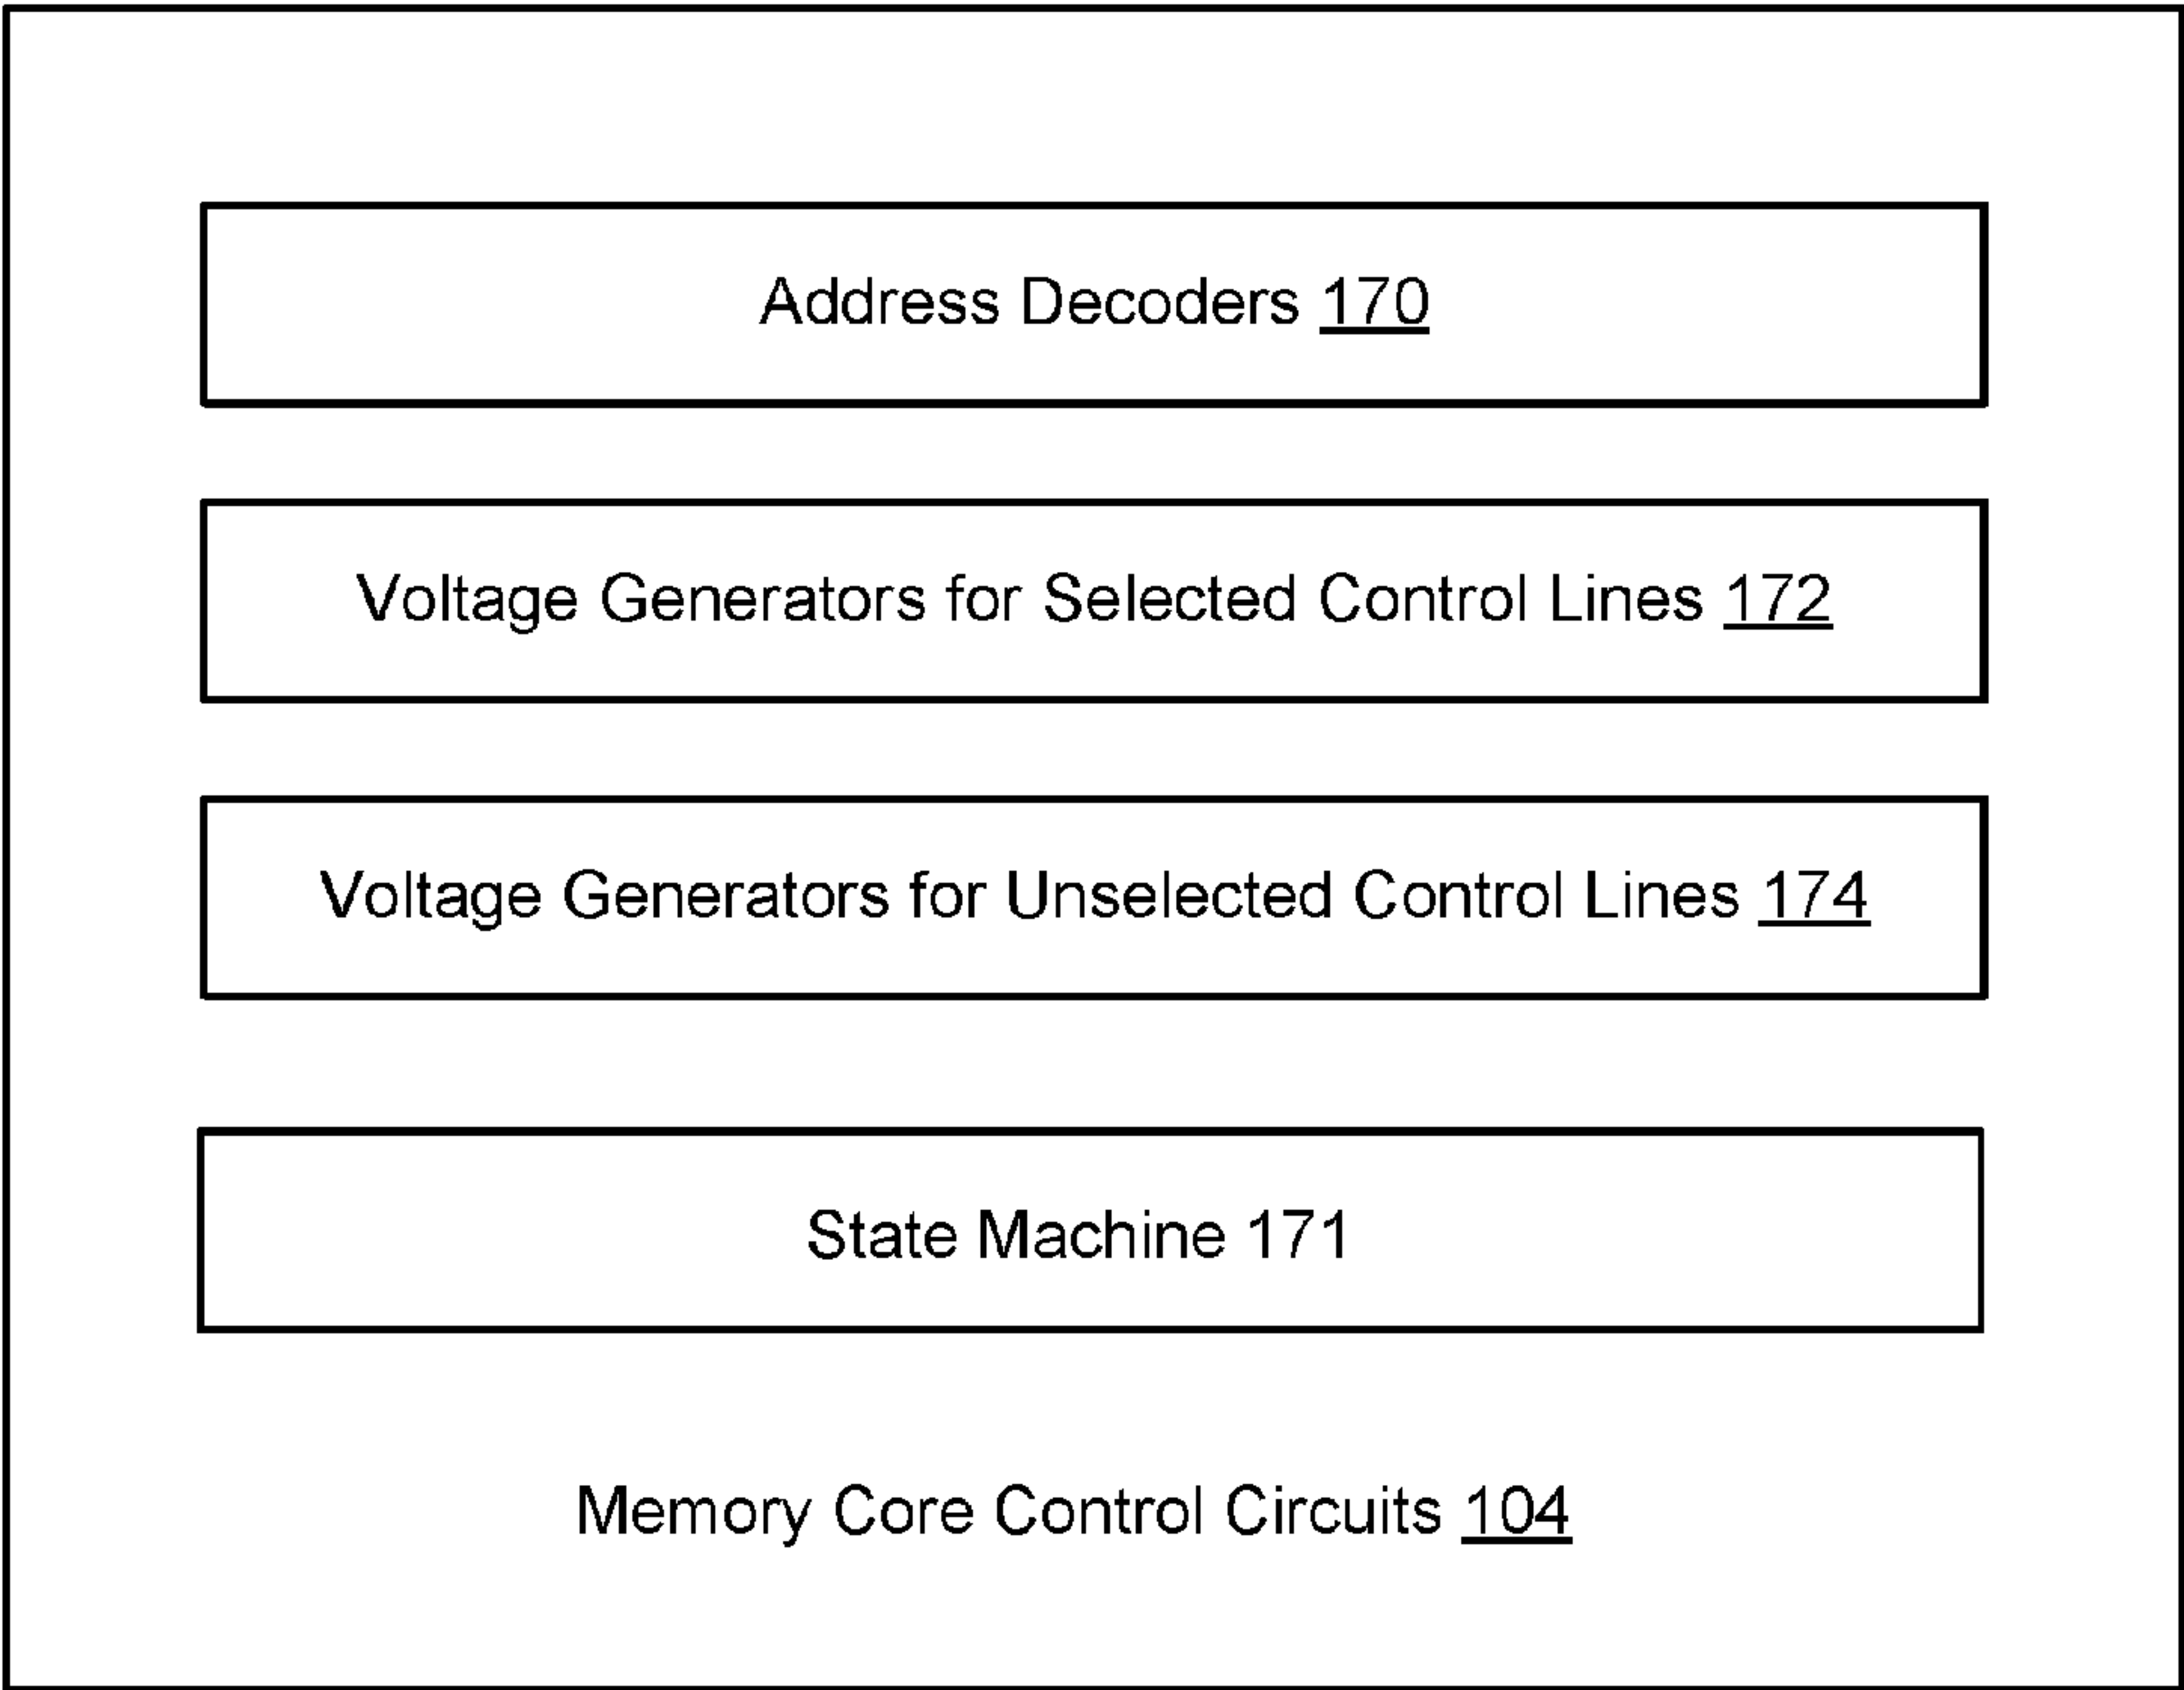 Address Decoders 170
Voltage Generators for Selected Control Lines 172
Voltage Generators for Unselected Control Lines 174
State Machine 171
Memory Core Control Circuits 104